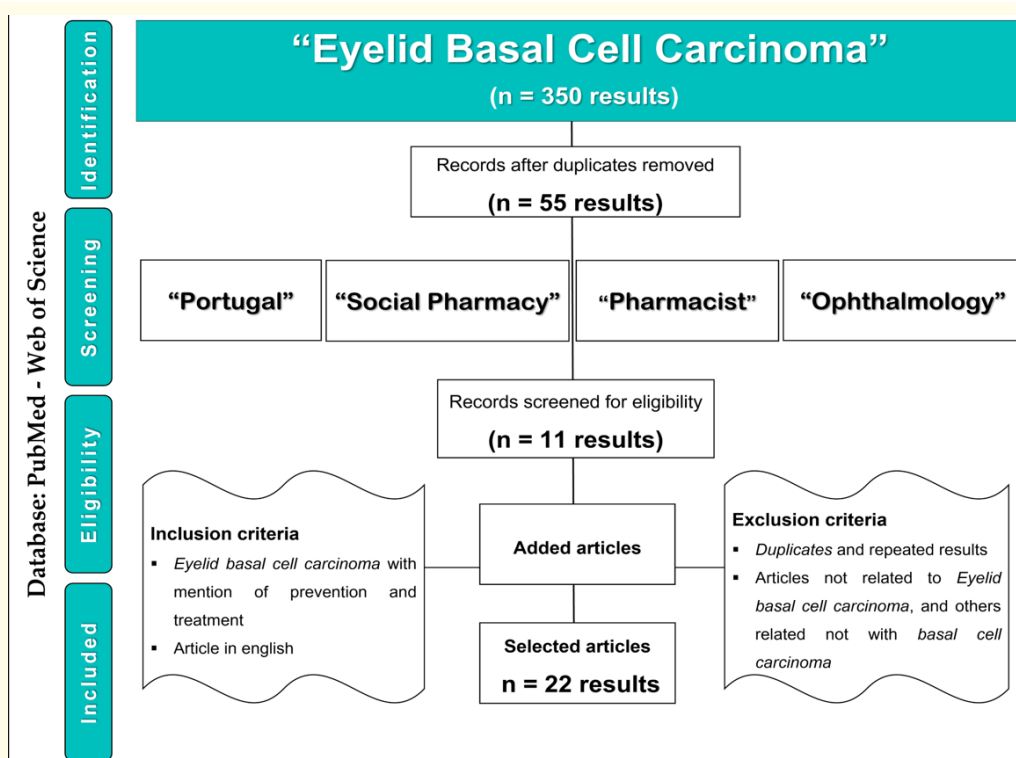 Database: PubMed - Web of Science
Identification
Screening
Eligibility
Included
“Eyelid Basal Cell Carcinoma”
(n = 350 results)
Records after duplicates removed
(n = 55 results)
“Portugal”
“Social Pharmacy”
“Pharmacist”
“Ophthalmology”
Records screened for eligibility
(n = 11 results)
Inclusion criteria
▪ Eyelid basal cell carcinoma with
mention of prevention and
treatment
▪ Article in english
Added articles
Selected articles
n = 22 results
Exclusion criteria
▪ Duplicates and repeated results
▪ Articles not related to Eyelid
basal cell carcinoma, and others
related not with basal cell
carcinoma